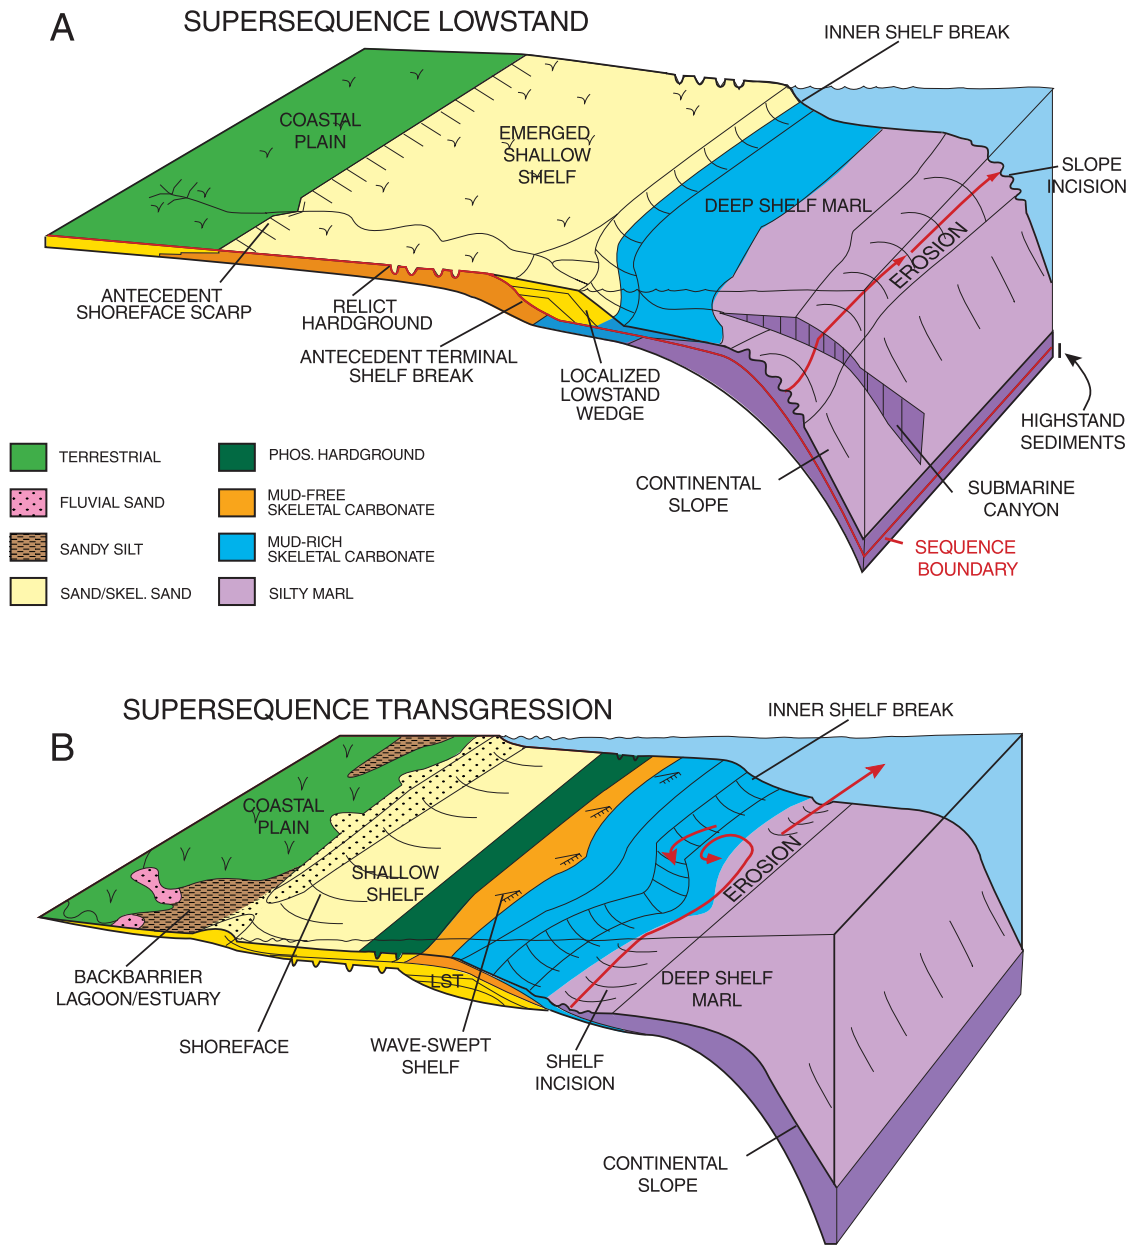 A
SUPERSEQUENCE LOWSTAND
INNER SHELF BREAK
COASTAL
PLAIN
EMERGED
SHALLOW
SHELF
SLOPE
INCISION
DEEP SHELF MARL
EROSION
ANTECEDENT
SHOREFACE SCARP
RELICT
HARDGROUND
ANTECEDENT TERMINAL
SHELF BREAK
LOCALIZED
LOWSTAND
WEDGE
HIGHSTAND
SEDIMENTS
CONTINENTAL
SLOPE
SUBMARINE
CANYON
SEQUENCE
BOUNDARY
TERRESTRIAL
FLUVIAL SAND
SANDY SILT
SAND/SKEL. SAND
PHOS. HARDGROUND
MUD-FREE
SKELETAL CARBONATE
MUD-RICH
SKELETAL CARBONATE
SILTY MARL
B
SUPERSEQUENCE TRANSGRESSION
INNER SHELF BREAK
COASTAL
PLAIN
SHALLOW
SHELF
EROSION
DEEP SHELF
MARL
LST
BACKBARRIER
LAGOON/ESTUARY
SHOREFACE
WAVE-SWEPT
SHELF
SHELF
INCISION
CONTINENTAL
SLOPE